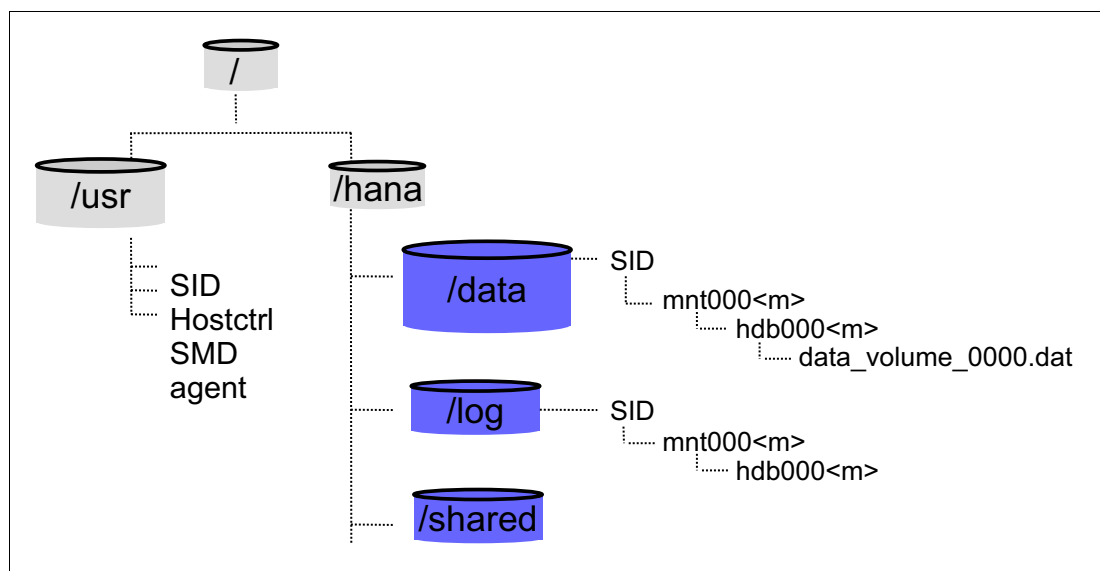 /
/usr
/hana
SID
Hostctrl
SMD
agent
/data
SID
mnt000<m>
hdb000<m>
data_volume_0000.dat
/log
SID
mnt000<m>
hdb000<m>
/shared